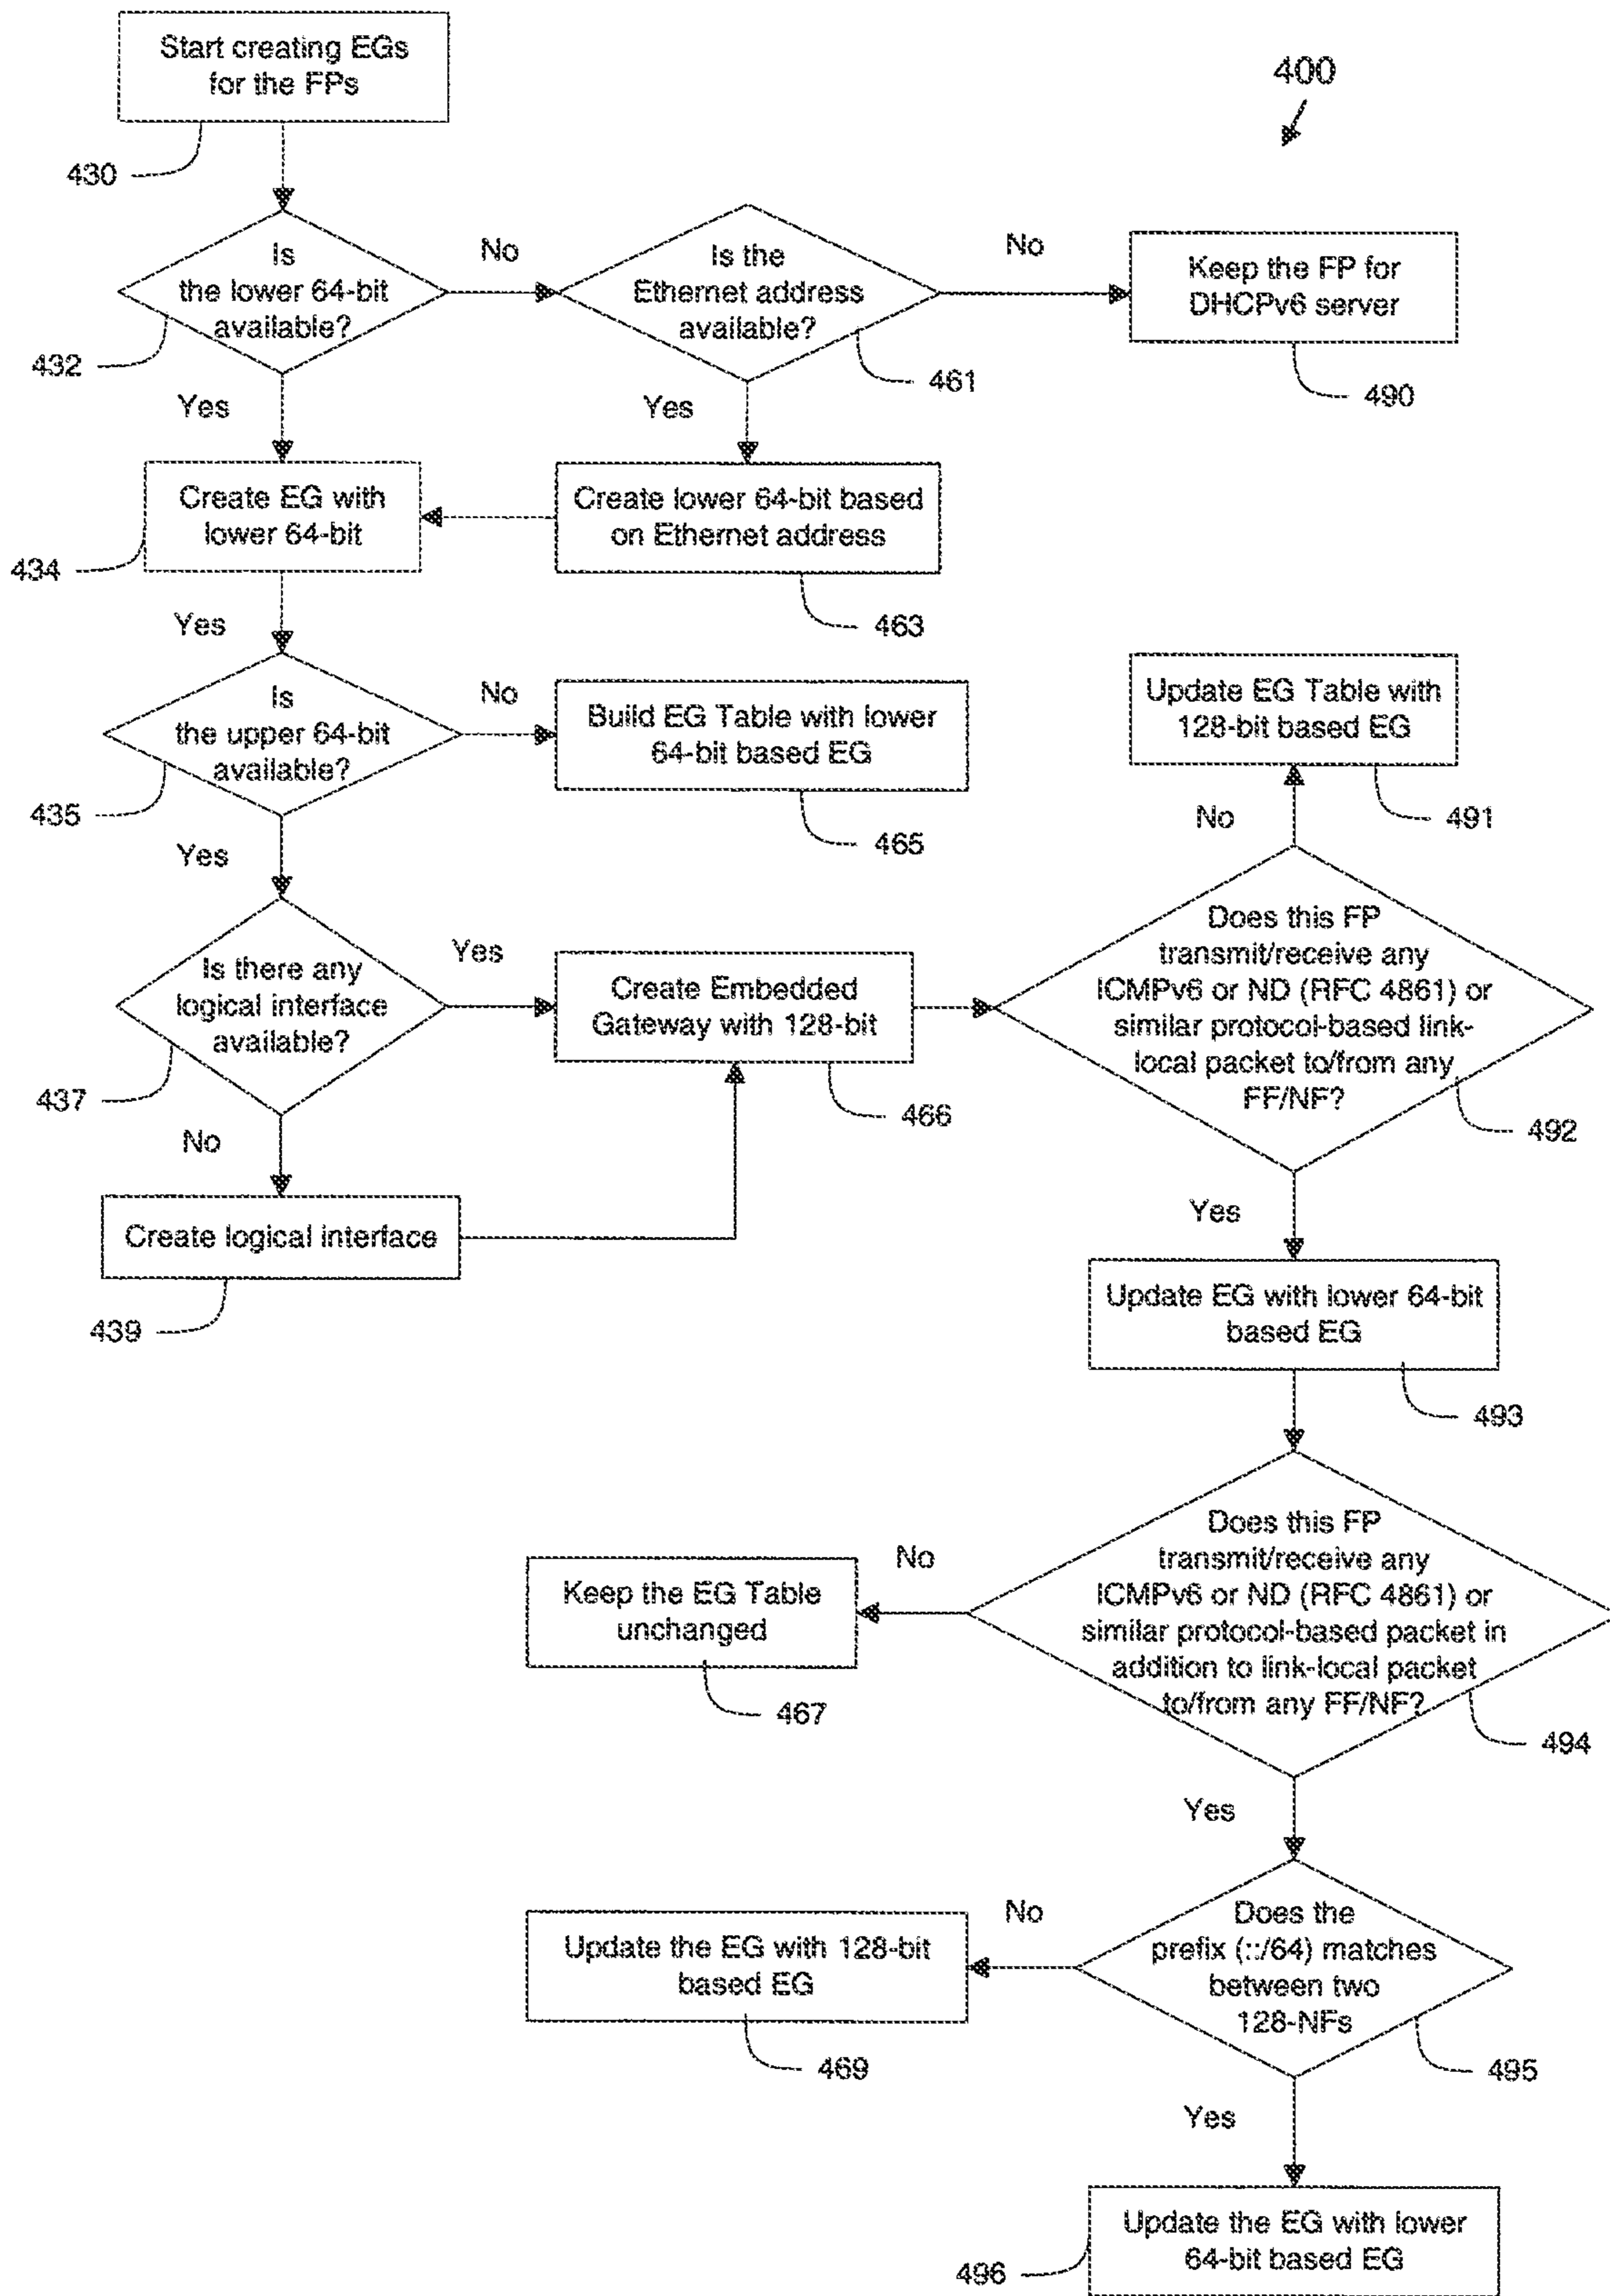 Start creating EGs
for the FPs
400
430
Is
the lower 64-bit
available?
432
No
Is the
Ethernet address
available?
461
No
Keep the FP for
DHCPv6 server
490
Yes
Yes
Create EG with
lower 64-bit
434
Create lower 64-bit based
on Ethernet address
463
Yes
Is
the upper 64-bit
available?
435
No
Build EG Table with lower
64-bit based EG
465
Update EG Table with
128-bit based EG
491
No
Yes
Is there any
logical interface
available?
437
Yes
Create Embedded
Gateway with 128-bit
466
Does this FP
transmit/receive any
ICMPv6 or ND (RFC 4861) or
similar protocol-based link-
local packet to/from any
FF/NF?
492
No
Create logical interface
439
Yes
Update EG with lower 64-bit
based EG
493
Does this FP
transmit/receive any
ICMPv6 or ND (RFC 4861) or
similar protocol-based packet in
addition to link-local packet
to/from any FF/NF?
494
No
Keep the EG Table
unchanged
467
Yes
Does the
prefix (::/64) matches
between two
128-NFs
495
No
Update the EG with 128-bit
based EG
469
Yes
Update the EG with lower
64-bit based EG
496